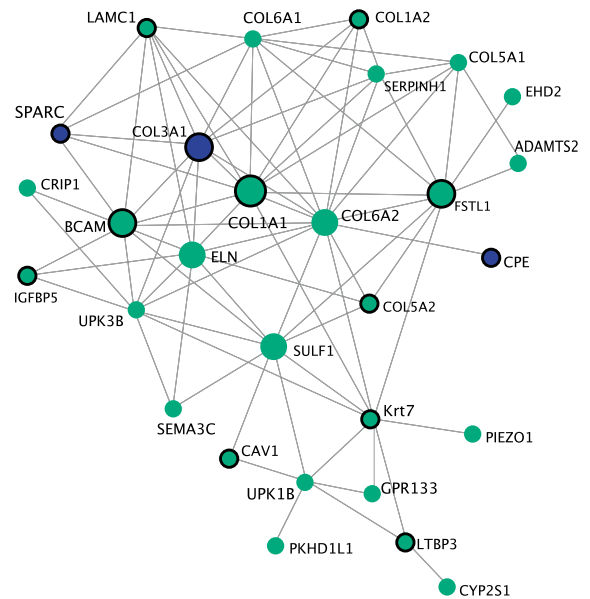 LAMC1
COL6A1
COL1A2
COL5A1
SERPINH1
EHD2
SPARC
COL3A1
ADAMTS2
CRIP1
COL1A1
COL6A2
FSTL1
BCAM
ELN
CPE
IGFBP5
UPK3B
COL5A2
SULF1
SEMA3C
Krt7
PIEZO1
CAV1
UPK1B
GPR133
PKHD1L1
LTBP3
CYP2S1